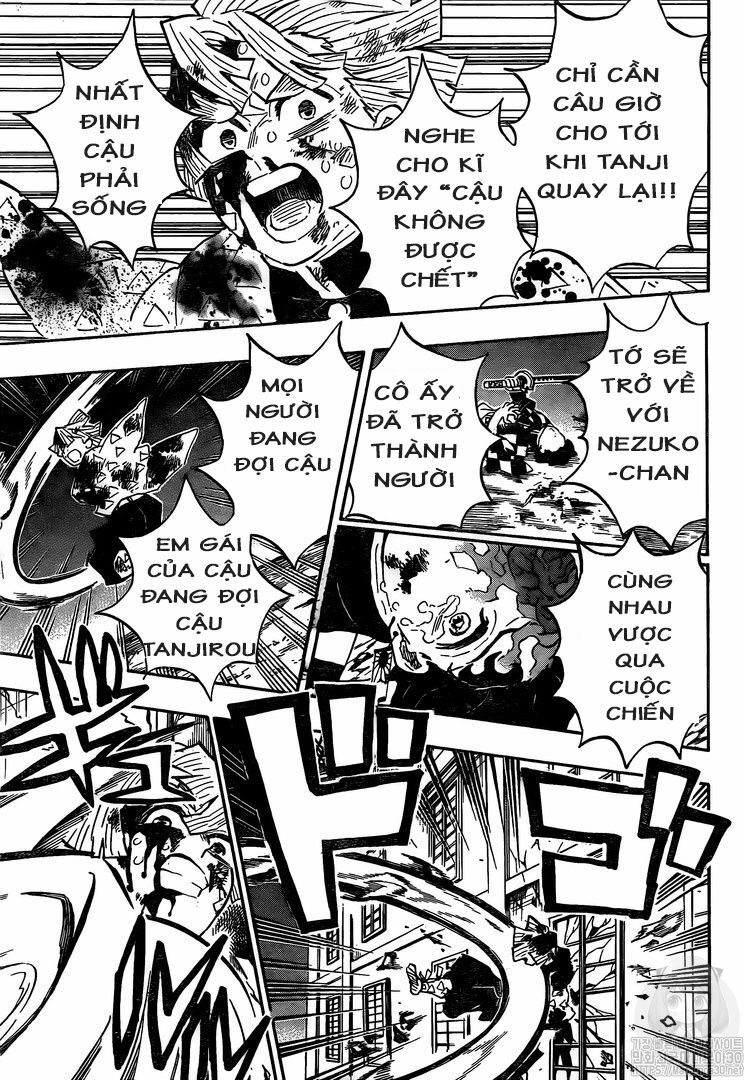 CHỈ CẦN
CÂU GIỜ
CHO TỚI
KHI TANJI
QUAY LẠI!!
NGHE
CHO KĨ
ĐÂY “CẬU
KHÔNG
ĐƯỢC
CHẾT”
NHẤT
ĐỊNH
CẬU
PHẢI
SỐNG
TỚ SẼ
TRỞ VỀ
VỚI
NEZUKO
-CHAN
CÔ ẤY
ĐÃ TRỞ
THÀNH
NGƯỜI
MỌI
NGƯỜI
ĐANG
ĐỢI CẬU
CÙNG
NHAU
VƯỢC
QUA
CUỘC
CHIẾN
EM GÁI
CỦA CẬU
ĐANG ĐỢI
CẬU
TANJIROU
ドゴ